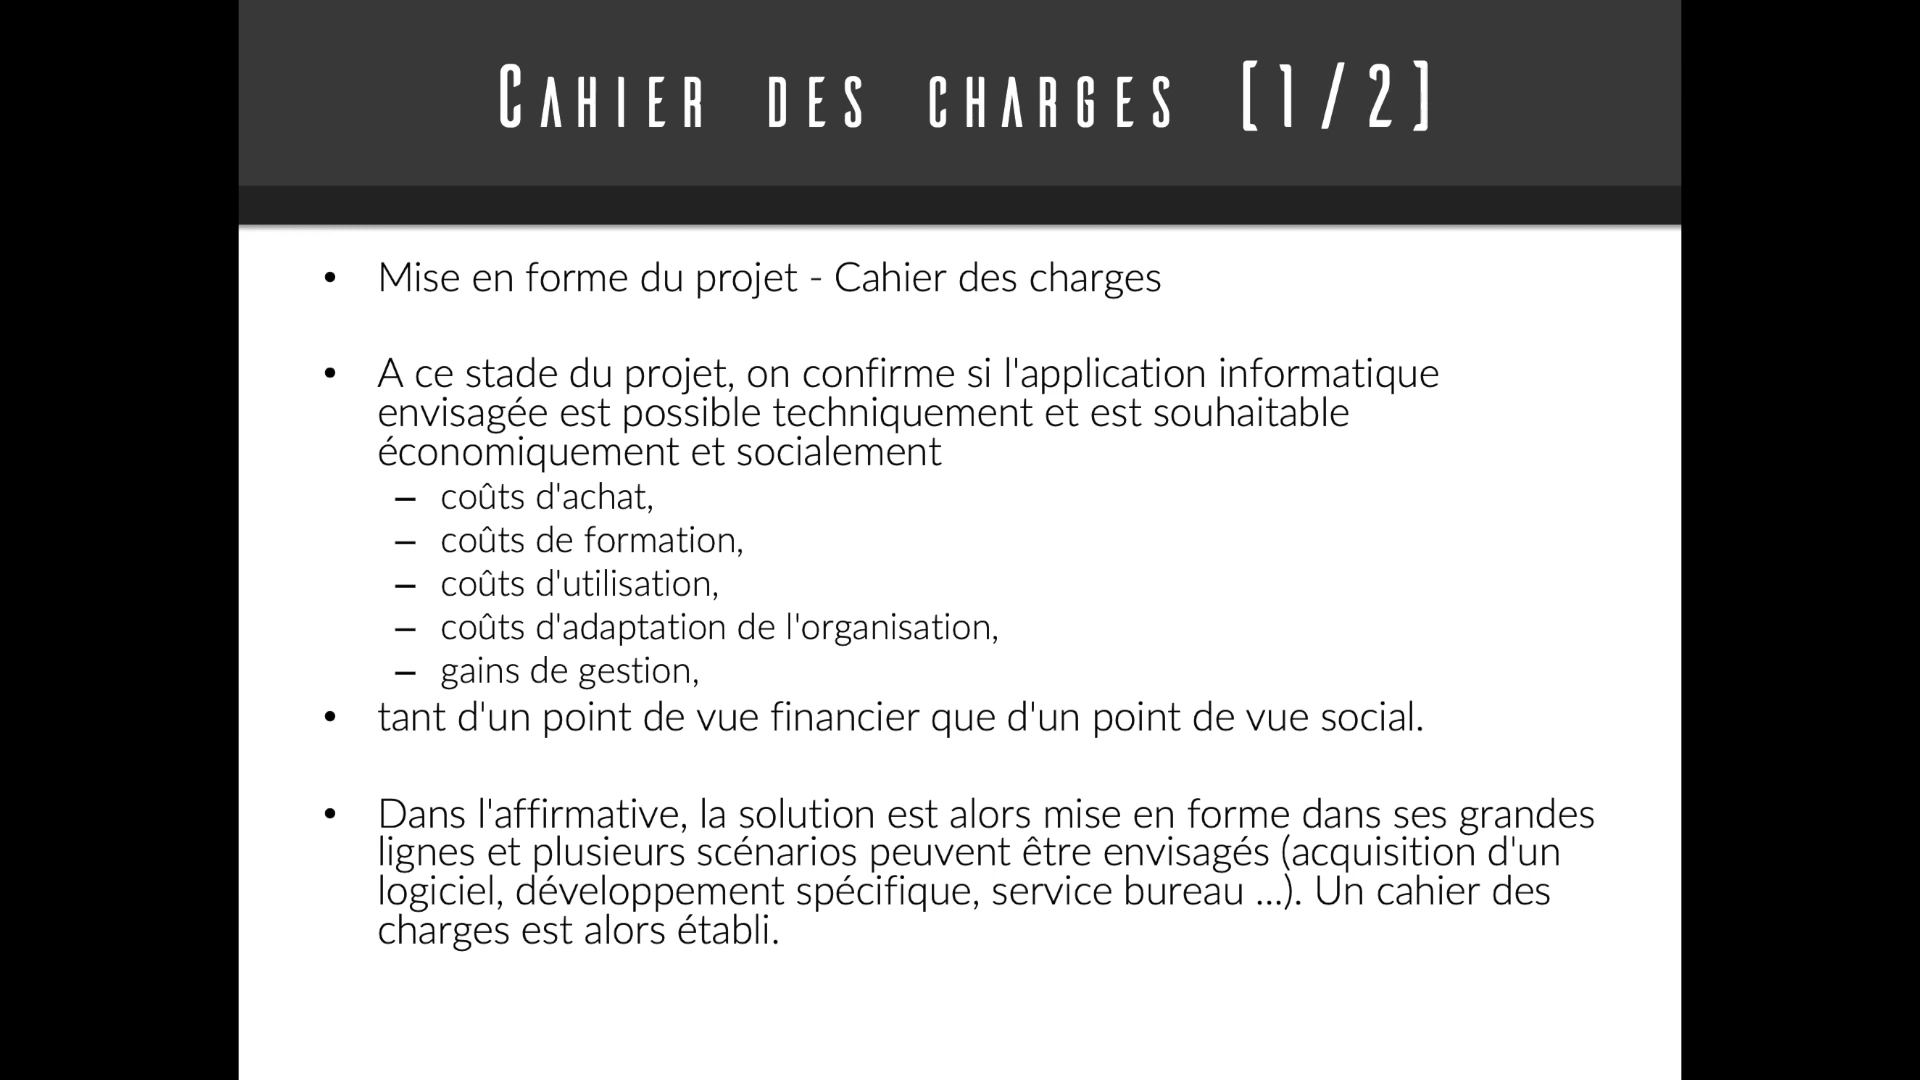 Cahier des charges [1/2]
• Mise en forme du projet - Cahier des charges
• A ce stade du projet, on confirme si l'application informatique
envisagée est possible techniquement et est souhaitable
économiquement et socialement
– coûts d'achat,
– coûts de formation,
– coûts d'utilisation,
– coûts d'adaptation de l'organisation,
– gains de gestion,
• tant d'un point de vue financier que d'un point de vue social.
• Dans l'affirmative, la solution est alors mise en forme dans ses grandes
lignes et plusieurs scénarios peuvent être envisagés (acquisition d'un
logiciel, développement spécifique, service bureau ...). Un cahier des
charges est alors établi.